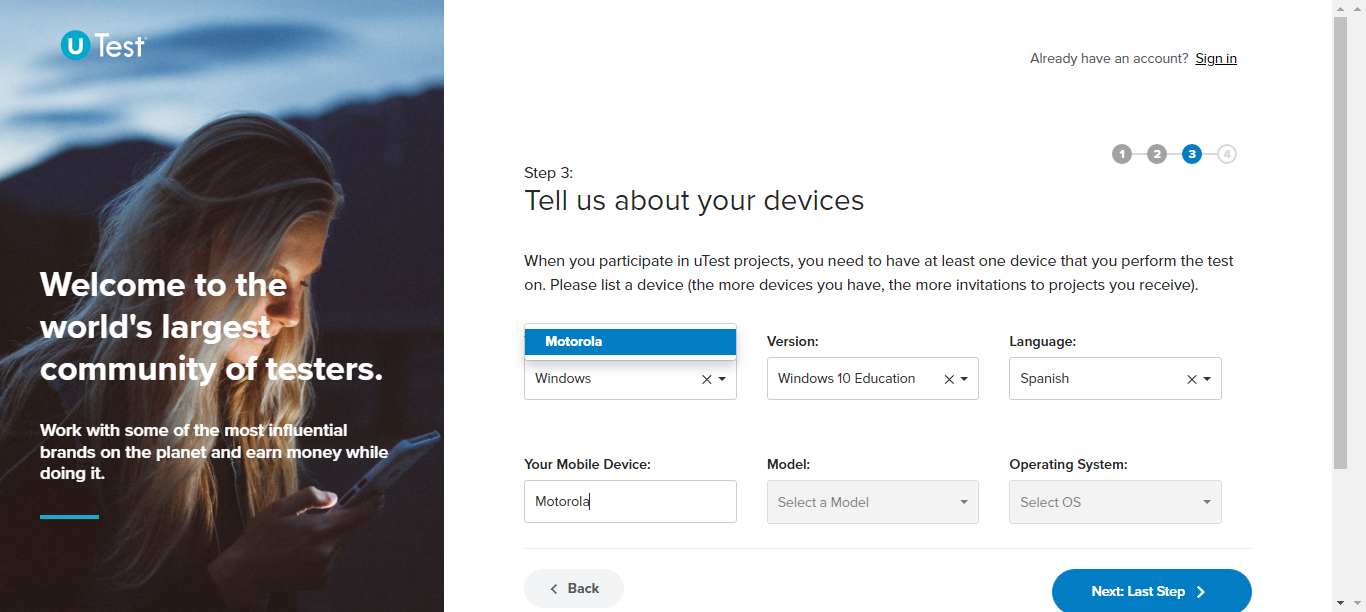 uTest
Already have an account? Sign in
1 2 3 4
Step 3:
Tell us about your devices
When you participate in uTest projects, you need to have at least one device that you perform the test
on. Please list a device (the more devices you have, the more invitations to projects you receive).
Welcome to the
world's largest
community of testers.
Work with some of the most influential
brands on the planet and earn money while
doing it.
Motorola
Version:
Language:
Windows
Windows 10 Education
Spanish
Your Mobile Device:
Model:
Operating System:
Motorola
Select a Model
Select OS
Back
Next: Last Step